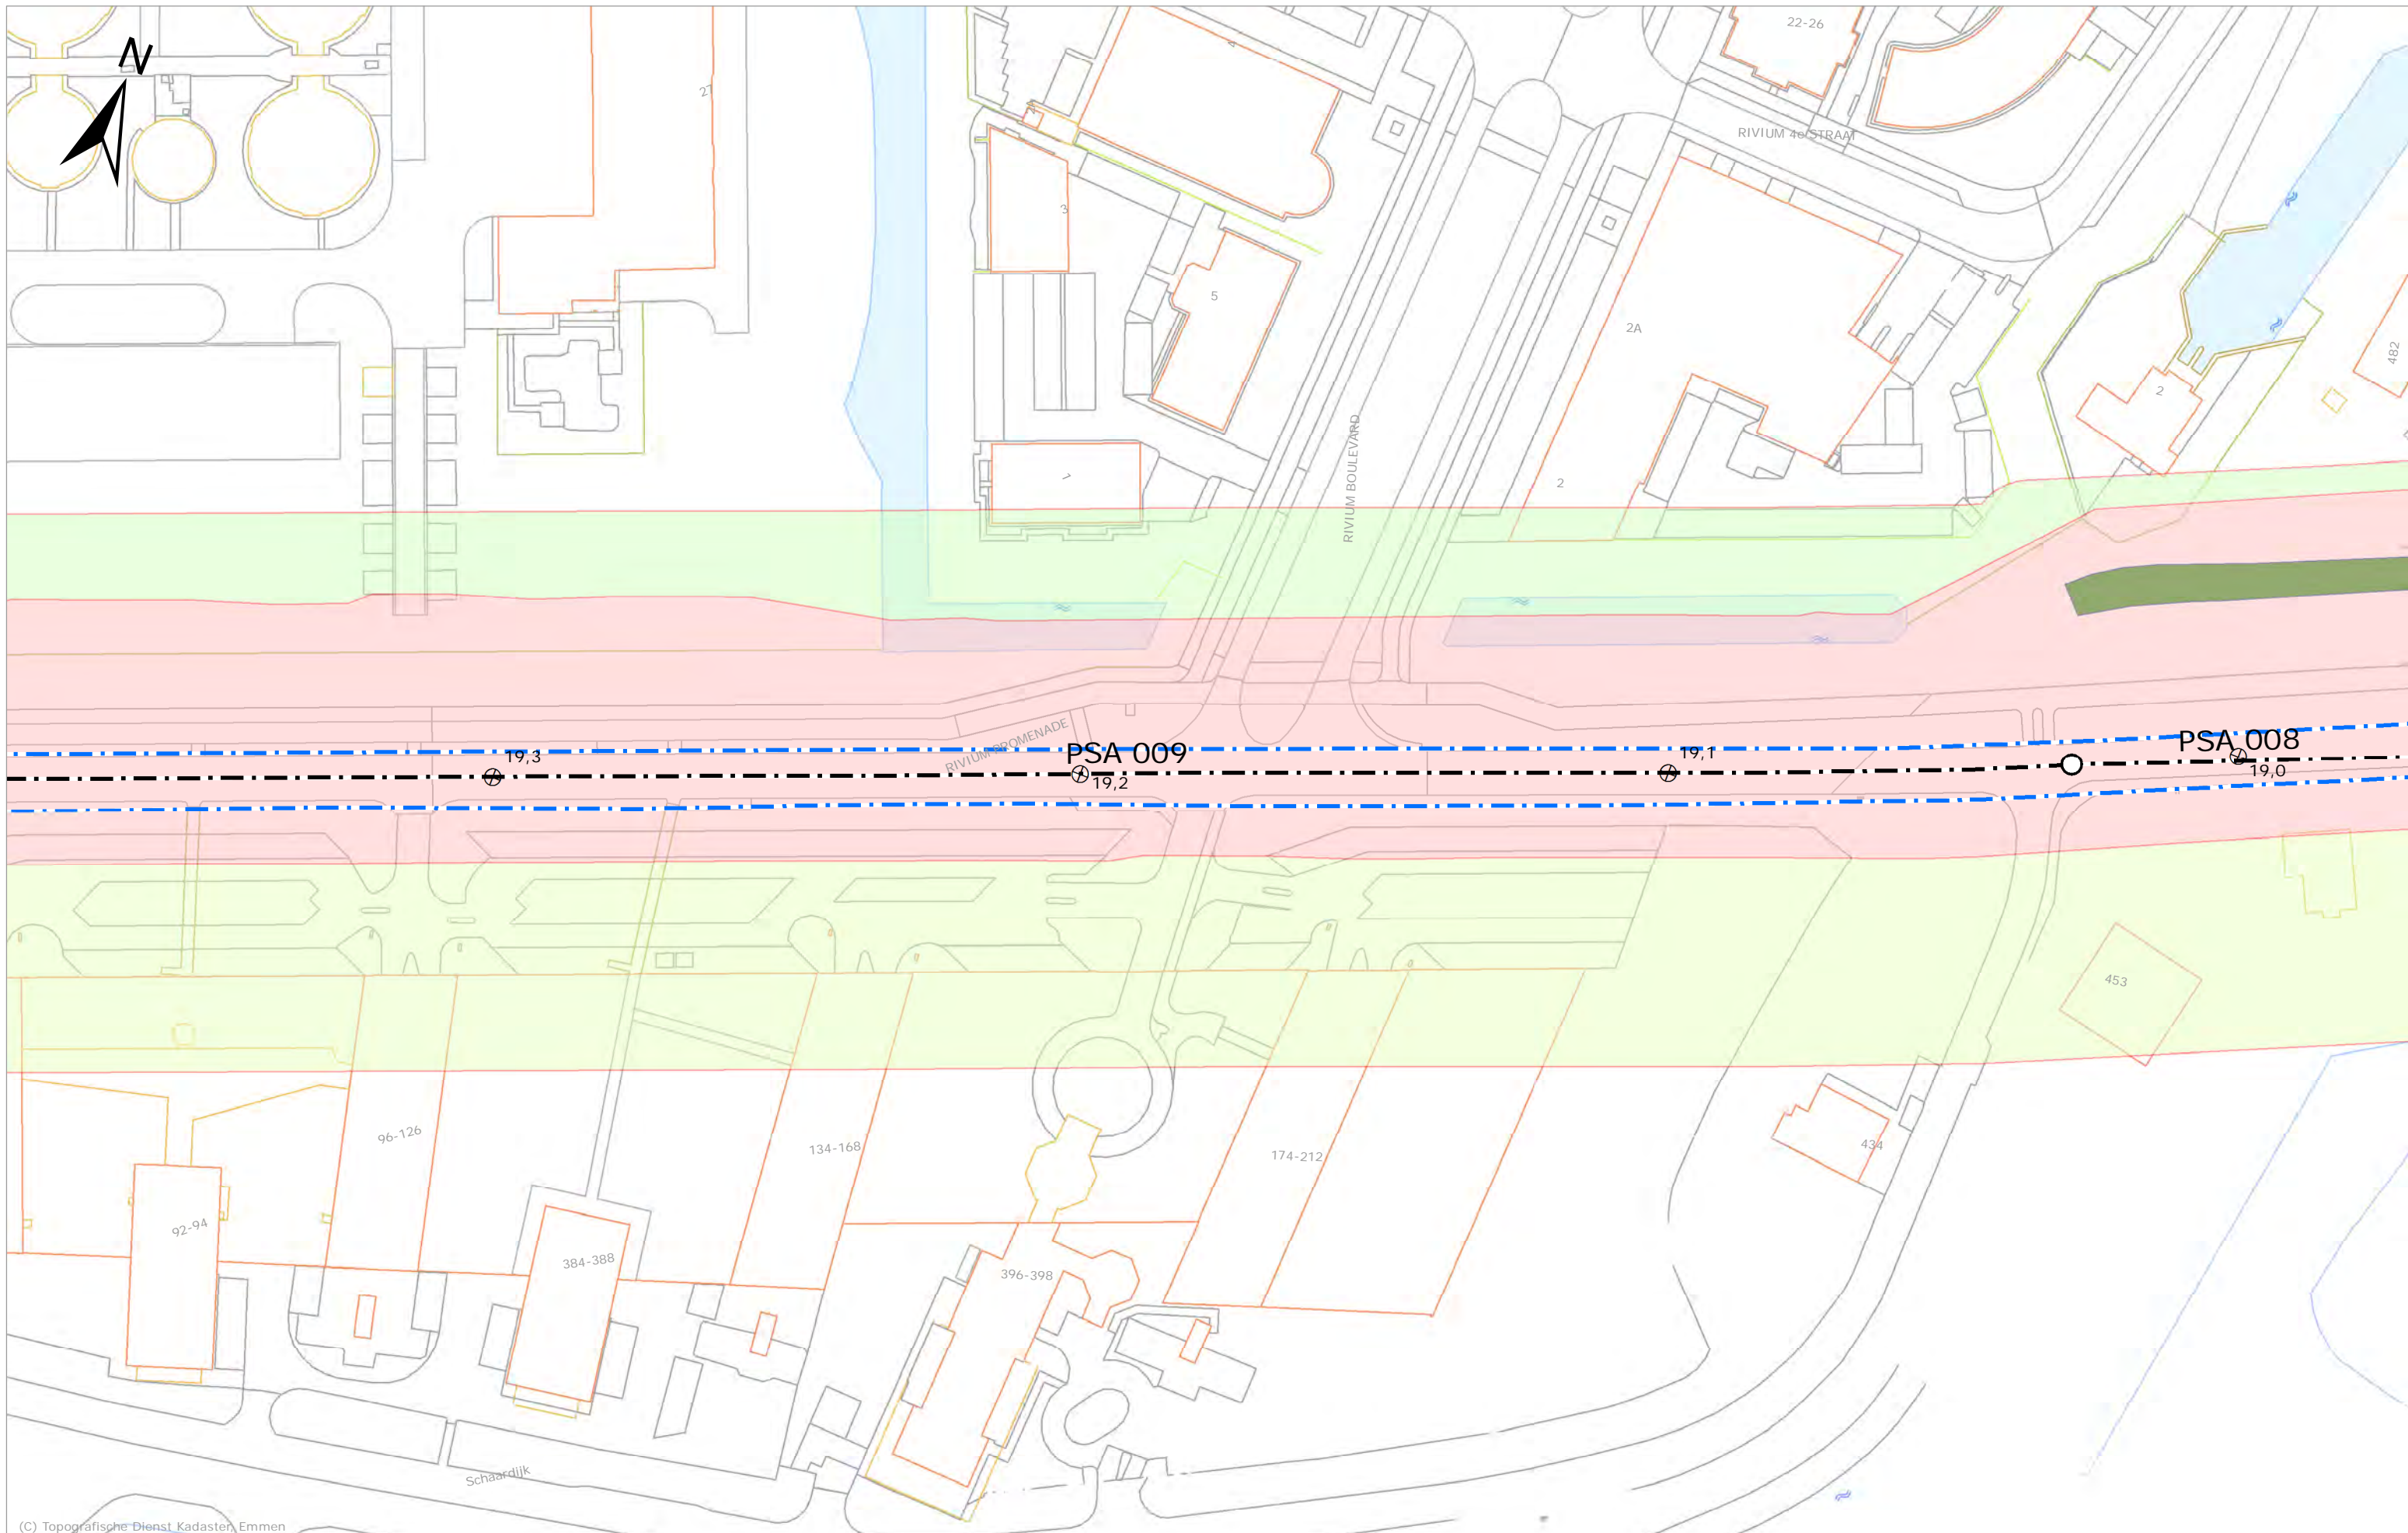 N
22-26
4
27
RIVIUM 4e STRAAT
3
5
2A
482
2
RIVIUM BOULEVARD
1
2
RIVIUM PROMENADE
PSA 009
PSA 008
19,3
19,2
19,1
19,0
453
96-126
134-168
174-212
434
92-94
384-388
396-398
Schaardijk
(C) Topografische Dienst Kadaster, Emmen